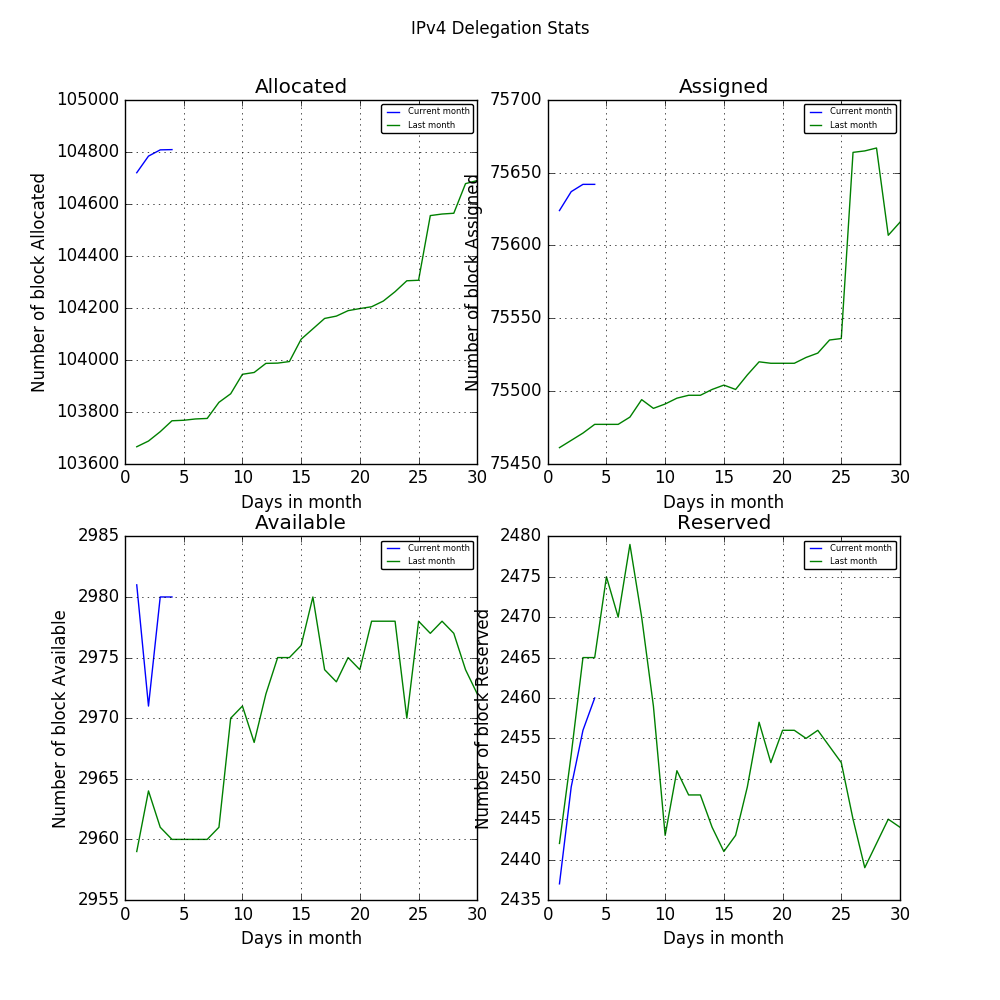 IPv4 Delegation Stats
Allocated
Number of block Allocated
105000
104800
104600
104400
104200
104000
103800
103600
0 5 10 15 20 25 30
Days in month
Current month
Last month
Assigned
Number of block Assigned
75700
75650
75600
75550
75500
75450
0 5 10 15 20 25 30
Days in month
Current month
Last month
Available
Number of block Available
2985
2980
2975
2970
2965
2960
2955
0 5 10 15 20 25 30
Days in month
Current month
Last month
Reserved
Number of block Reserved
2480
2475
2470
2465
2460
2455
2450
2445
2440
2435
0 5 10 15 20 25 30
Days in month
Current month
Last month